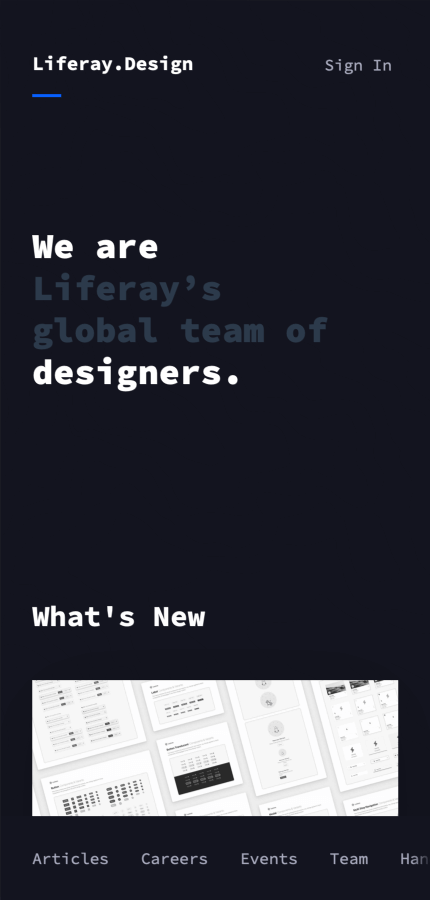 Liferay.Design
Sign In
We are
Liferay’s
global team of
designers.
What's New
Articles Careers Events Team Han